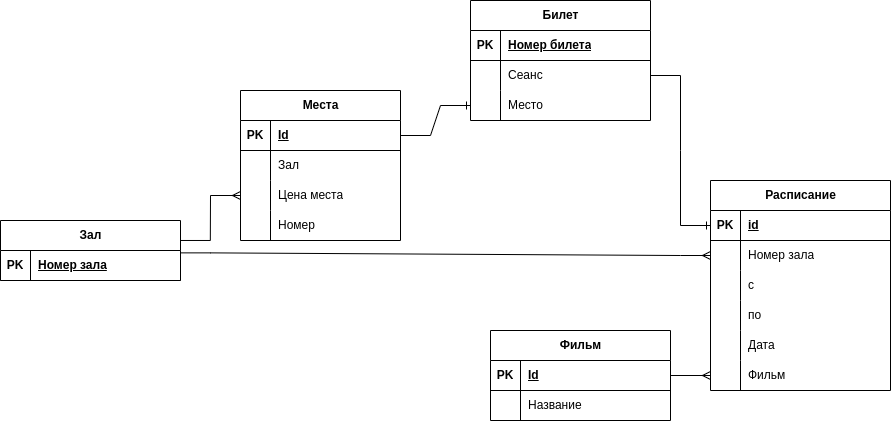 Билет
PK Номер билета
Сеанс
Место
Места
PK Id
Зал
Цена места
Номер
Зал
PK Номер зала
Расписание
PK id
Номер зала
с
по
Дата
Фильм
Фильм
PK Id
Название